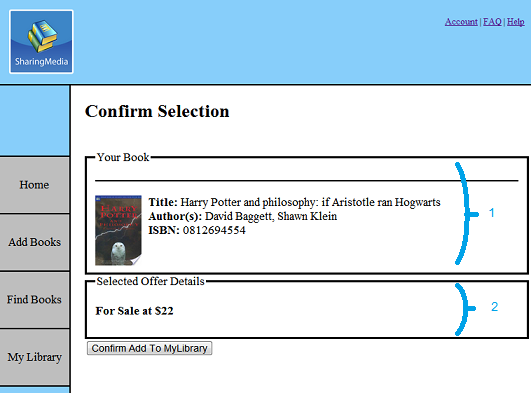 SharingMedia
Account | FAQ | Help
Confirm Selection
Your Book
HARRY
POTTER
Title: Harry Potter and philosophy: if Aristotle ran Hogwarts
Author(s): David Baggett, Shawn Klein
ISBN: 0812694554
1
Selected Offer Details
For Sale at $22
2
Confirm Add To MyLibrary
Home
Add Books
Find Books
My Library